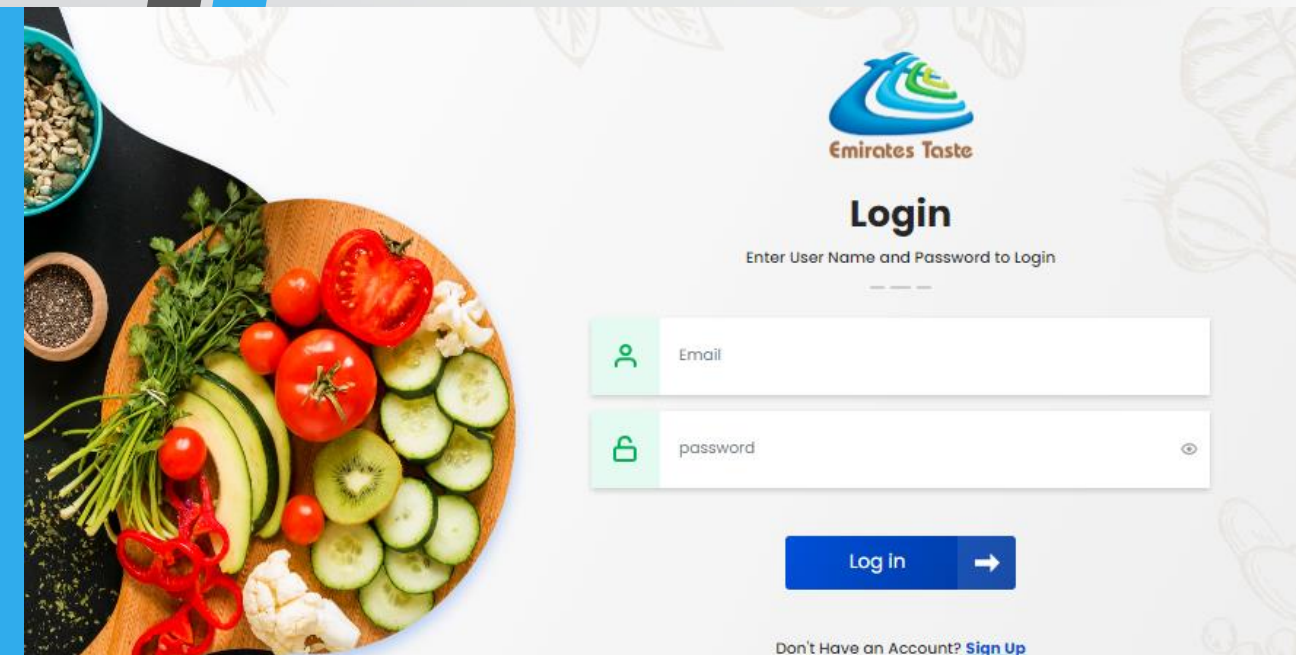 Emirates Taste
Login
Enter User Name and Password to Login
Email
password
Log in
Don't Have an Account? Sign Up